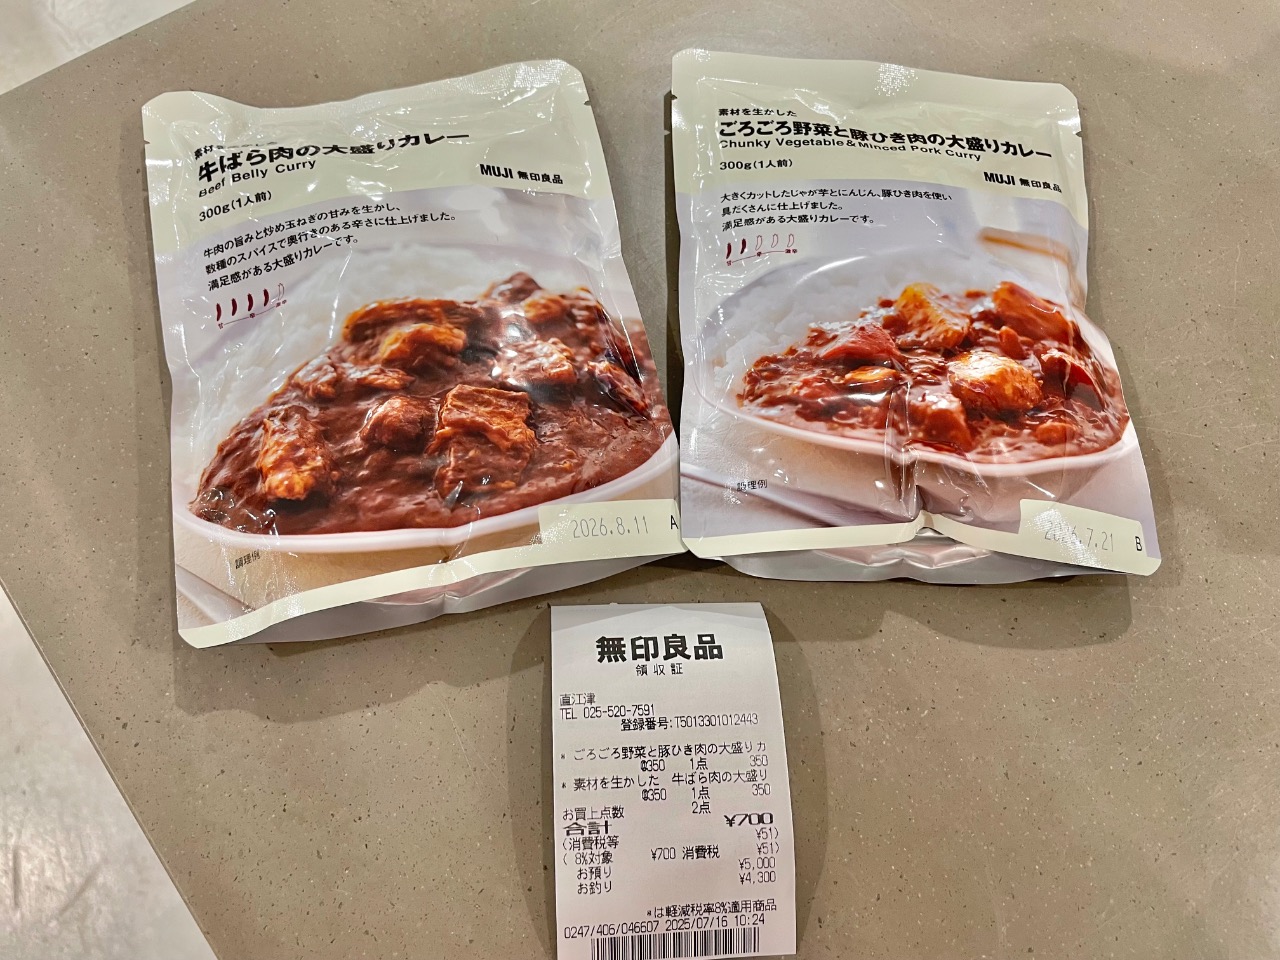 素材
牛ばら肉の大盛りカレー
Beef Belly Curry
300g(1人前)
MUJI 無印良品
牛肉の旨みと炒め玉ねぎの甘みを生かし、
数種のスパイスで奥行きのある辛さに仕上げました。
満足感がある大盛りカレーです。
甘 辛 激辛
調理例
2026.8.11 A
素材を生かした
ごろごろ野菜と豚ひき肉の大盛りカレー
Chunky Vegetable & Minced Pork Curry
300g(1人前)
MUJI 無印良品
大きくカットしたじゃが芋とにんじん、豚ひき肉を使い、
具だくさんに仕上げました。
満足感がある大盛りカレーです。
甘 辛 激辛
調理例
2026.7.21 B
無印良品
領収証
直江津
TEL 025-520-7591
登録番号:T5013301012443
* ごろごろ野菜と豚ひき肉の大盛りカ
@350 1点 350
* 素材を生かした 牛ばら肉の大盛り
@350 1点 350
お買上点数 2点
合計 ¥700
(消費税等 ¥51)
( 8%対象 ¥700 消費税 ¥51)
お預り ¥5,000
お釣り ¥4,300
*は軽減税率8%適用商品
0247/406/046607 2025/07/16 10:24